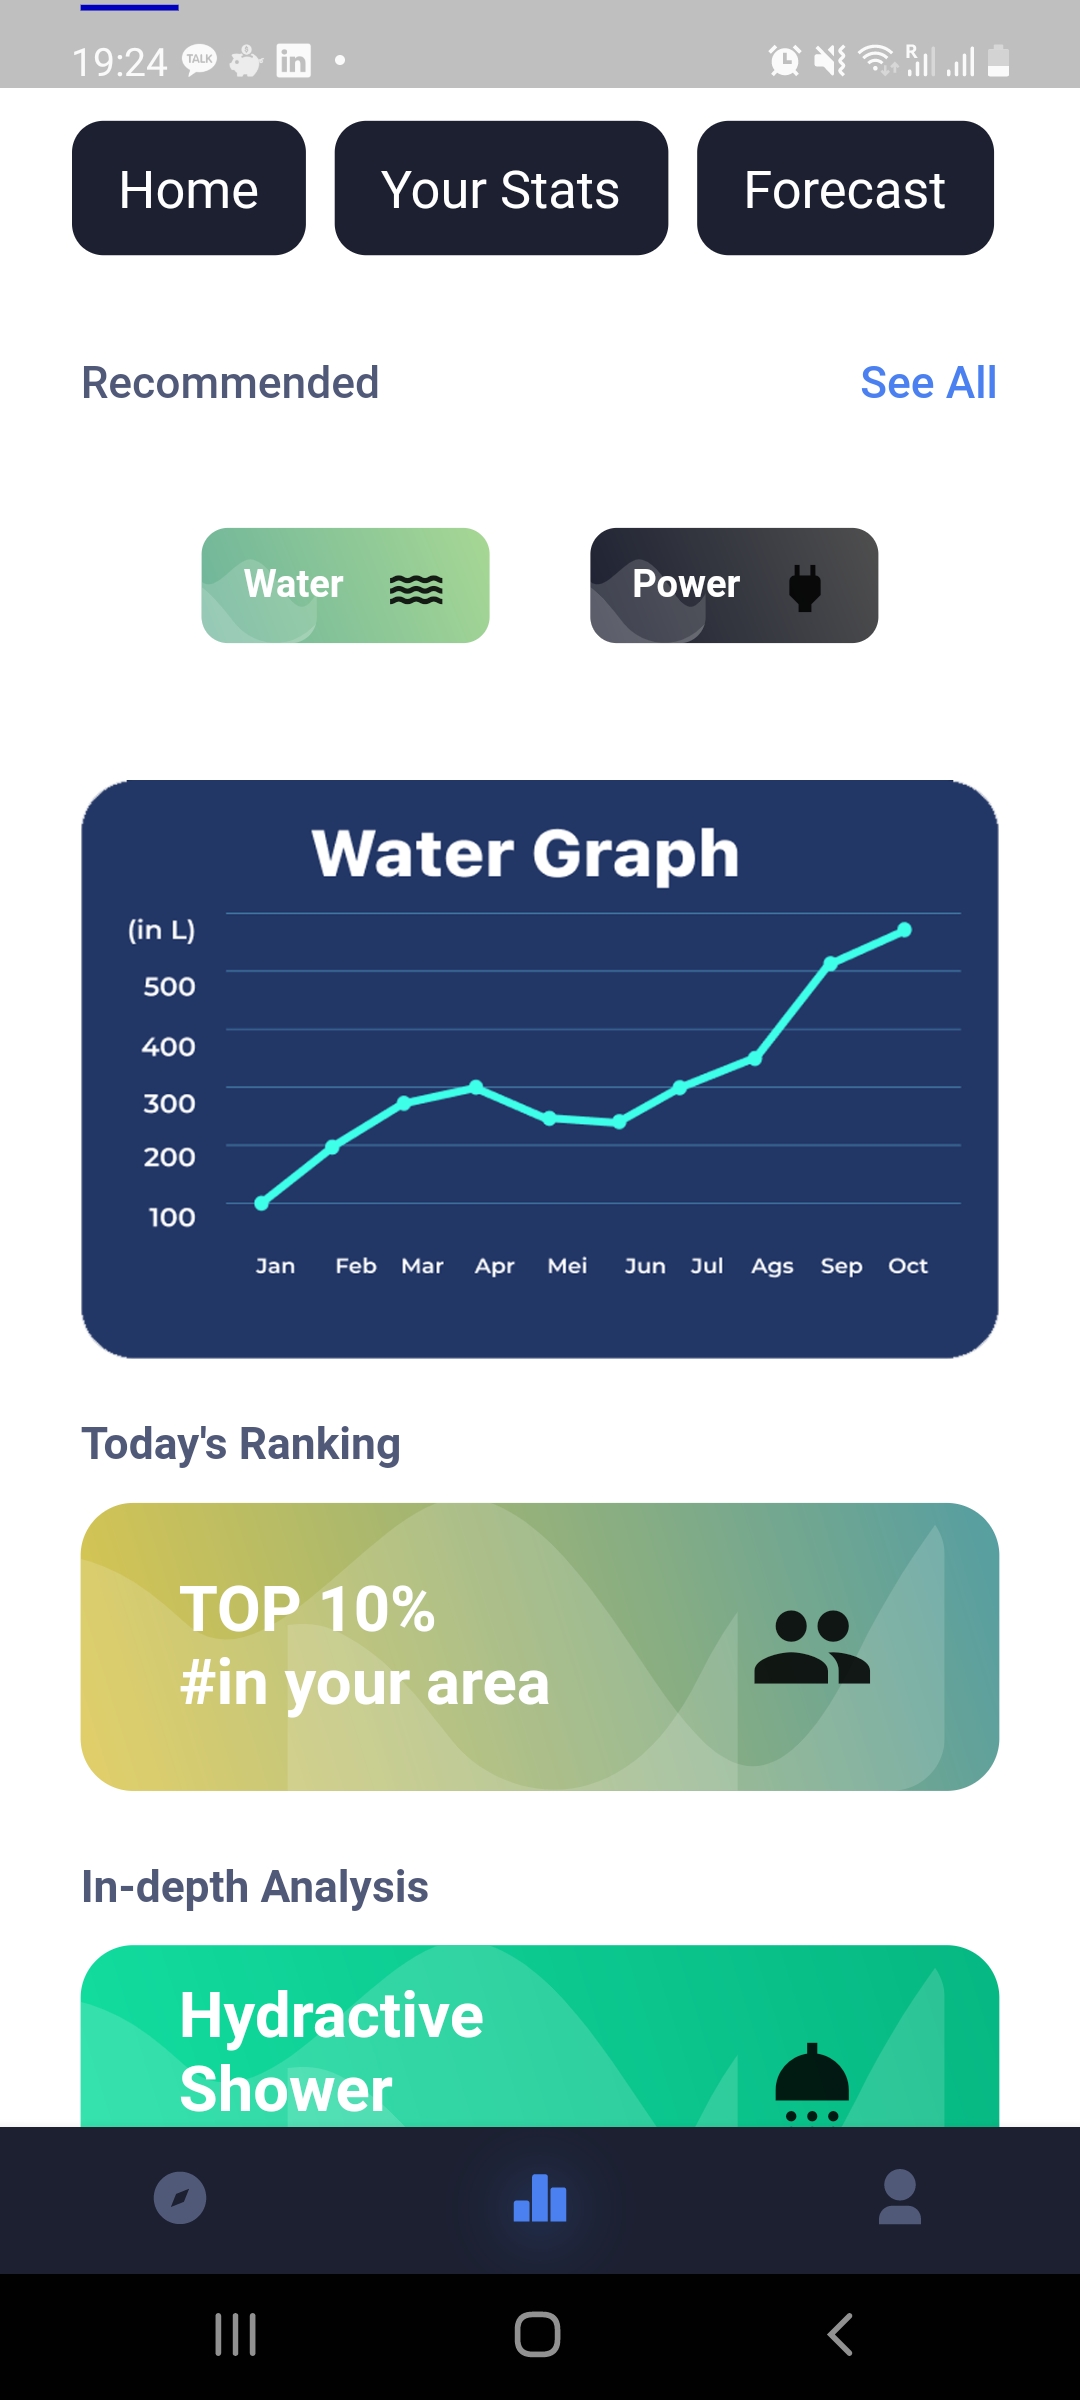 19:24 TALK in R
Home Your Stats Forecast
Recommended See All
Water Power
Water Graph
(in L)
500
400
300
200
100
Jan Feb Mar Apr Mei Jun Jul Ags Sep Oct
Today's Ranking
TOP 10%
#in your area
In-depth Analysis
Hydractive
Shower